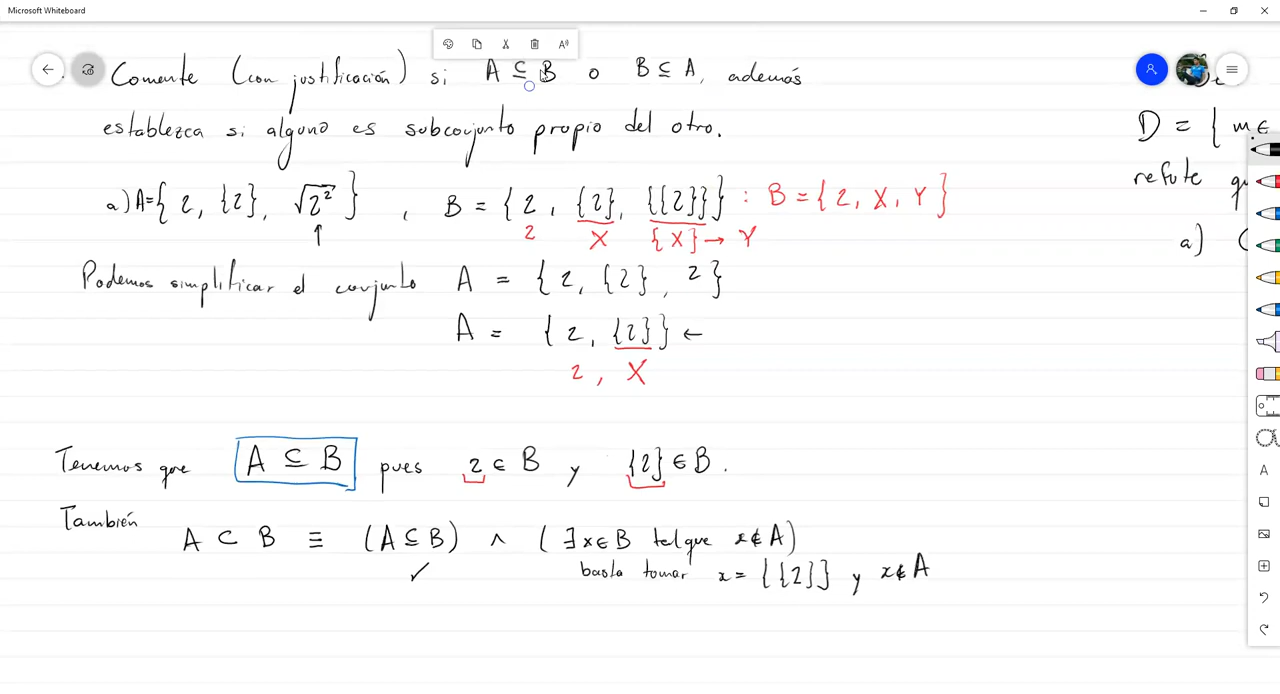 Microsoft Whiteboard
Comente (con justificación) si A ⊆ B o B ⊆ A, además
establezca si alguno es subconjunto propio del otro.
a) A = { 2, {2}, √2² } , B = { 2, {2}, {{2}} } : B = { 2, X, Y }
↑ 2 X {X} → Y
Podemos simplificar el conjunto A = { 2, {2}, 2 }
A = { 2, {2} } ←
2, X
Tenemos que A ⊆ B pues 2 ∈ B y {2} ∈ B.
También
A ⊂ B ≡ (A ⊆ B) ∧ ( ∃ x ∈ B tal que x ∉ A)
✓ basta tomar x = {{2}} y x ∉ A
D = { m ∈
refute
a)